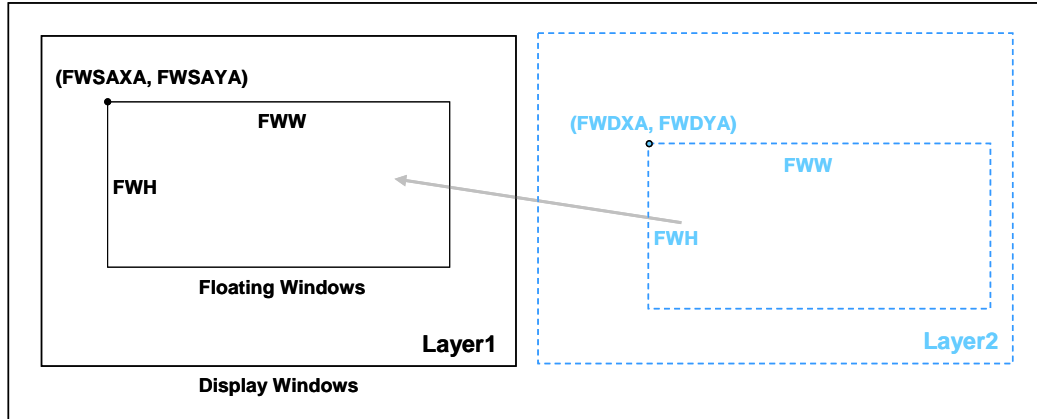 (FWSAXA, FWSAYA)
FWW
FWH
Floating Windows
Layer1
Display Windows
(FWDXA, FWDYA)
FWW
FWH
Layer2